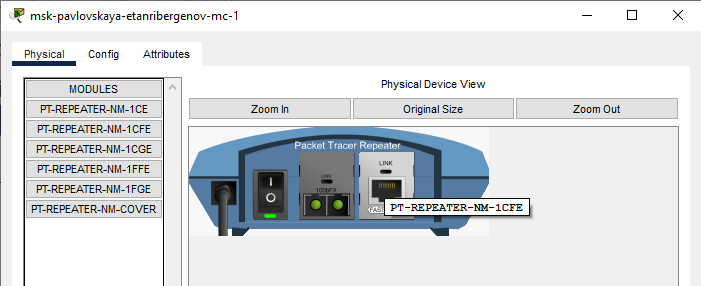 msk-pavlovskaya-etanribergenov-mc-1
Physical Config Attributes
MODULES
PT-REPEATER-NM-1CE
PT-REPEATER-NM-1CFE
PT-REPEATER-NM-1CGE
PT-REPEATER-NM-1FFE
PT-REPEATER-NM-1FGE
PT-REPEATER-NM-COVER
Physical Device View
Zoom In Original Size Zoom Out
Packet Tracer Repeater
LINK LINK
100bFX
FAST
PT-REPEATER-NM-1CFE